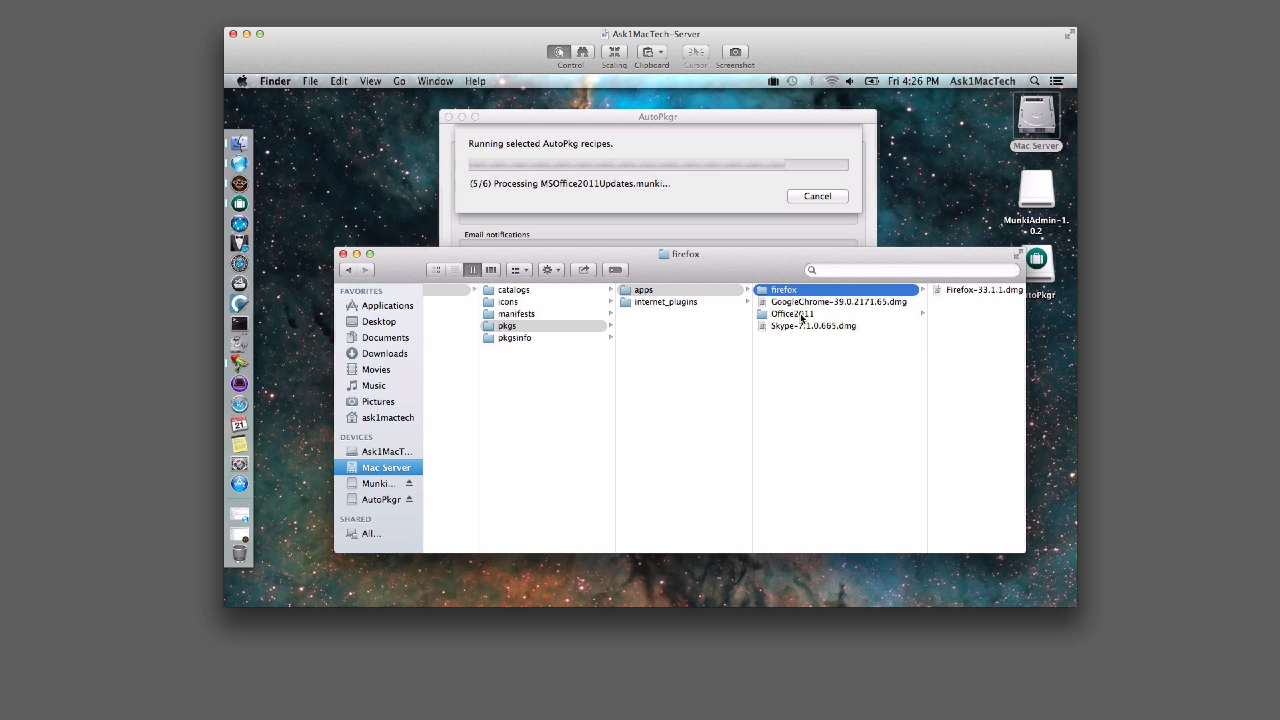 Ask1MacTech-Server
Control
Scaling
Clipboard
Cursor
Screenshot
Finder File Edit View Go Window Help
Fri 4:26 PM Ask1MacTech
AutoPkgr
Running selected AutoPkg recipes.
(5/6) Processing MSOffice2011Updates.munki...
Cancel
Email notifications
Mac Server
MunkiAdmin-1.
0.2
firefox
FAVORITES
Applications
Desktop
Documents
Downloads
Movies
Music
Pictures
ask1mactech
DEVICES
Ask1MacT...
Mac Server
Munki...
AutoPkgr
SHARED
All...
catalogs
icons
manifests
pkgs
pkgsinfo
apps
internet_plugins
firefox
GoogleChrome-39.0.2171.65.dmg
Office2011
Skype-7.1.0.665.dmg
Firefox-33.1.1.dmg